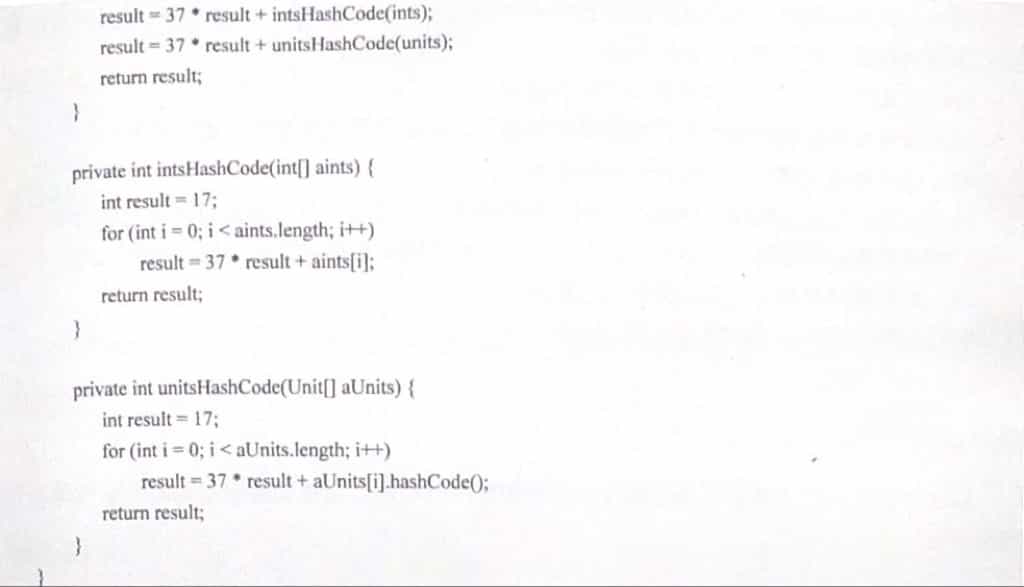 result = 37 * result + intsHashCode(ints);
result = 37 * result + unitsHashCode(units);
return result;
}
private int intsHashCode(int[] aints) {
int result = 17;
for (int i = 0; i < aints.length; i++)
result = 37 * result + aints[i];
return result;
}
private int unitsHashCode(Unit[] aUnits) {
int result = 17;
for (int i = 0; i < aUnits.length; i++)
result = 37 * result + aUnits[i].hashCode();
return result;
}
}